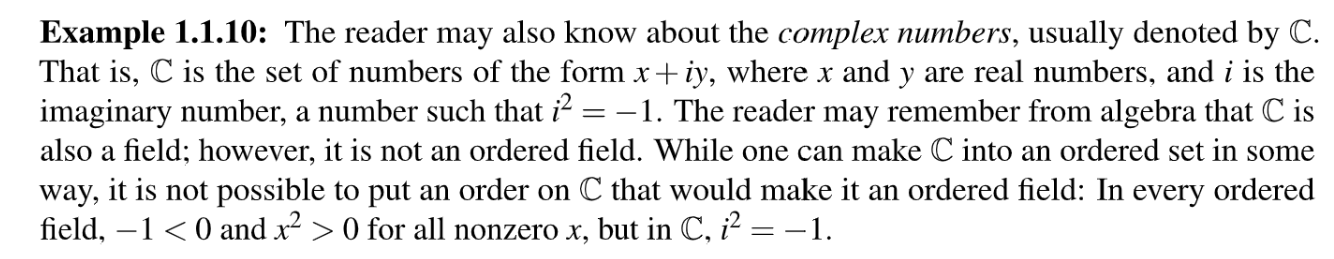 Example 1.1.10: The reader may also know about the complex numbers, usually denoted by ℂ.
That is, ℂ is the set of numbers of the form x + iy, where x and y are real numbers, and i is the
imaginary number, a number such that i² = −1. The reader may remember from algebra that ℂ is
also a field; however, it is not an ordered field. While one can make ℂ into an ordered set in some
way, it is not possible to put an order on ℂ that would make it an ordered field: In every ordered
field, −1 < 0 and x² > 0 for all nonzero x, but in ℂ, i² = −1.